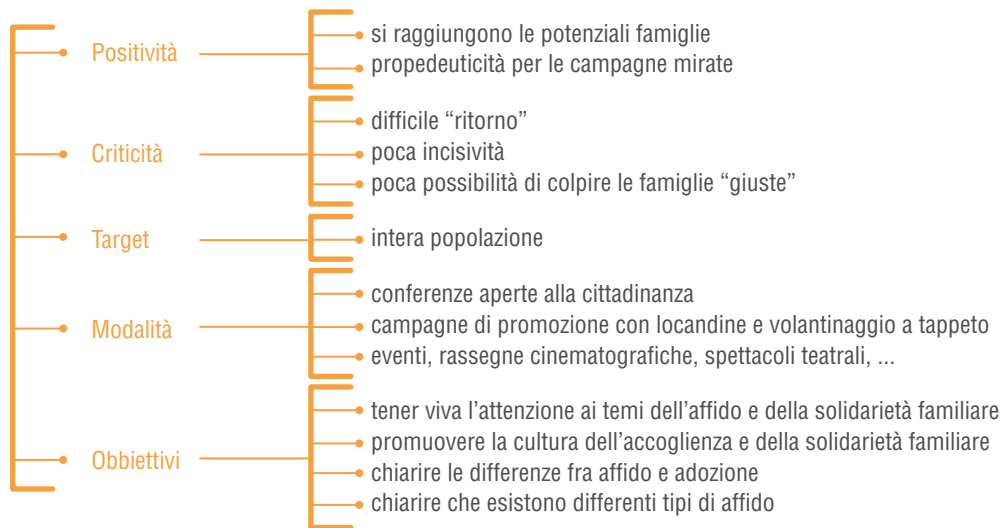 Positività
si raggiungono le potenziali famiglie
propedeuticità per le campagne mirate
Criticità
difficile “ritorno”
poca incisività
poca possibilità di colpire le famiglie “giuste”
Target
intera popolazione
Modalità
conferenze aperte alla cittadinanza
campagne di promozione con locandine e volantinaggio a tappeto
eventi, rassegne cinematografiche, spettacoli teatrali, ...
Obbiettivi
tener viva l’attenzione ai temi dell’affido e della solidarietà familiare
promuovere la cultura dell’accoglienza e della solidarietà familiare
chiarire le differenze fra affido e adozione
chiarire che esistono differenti tipi di affido